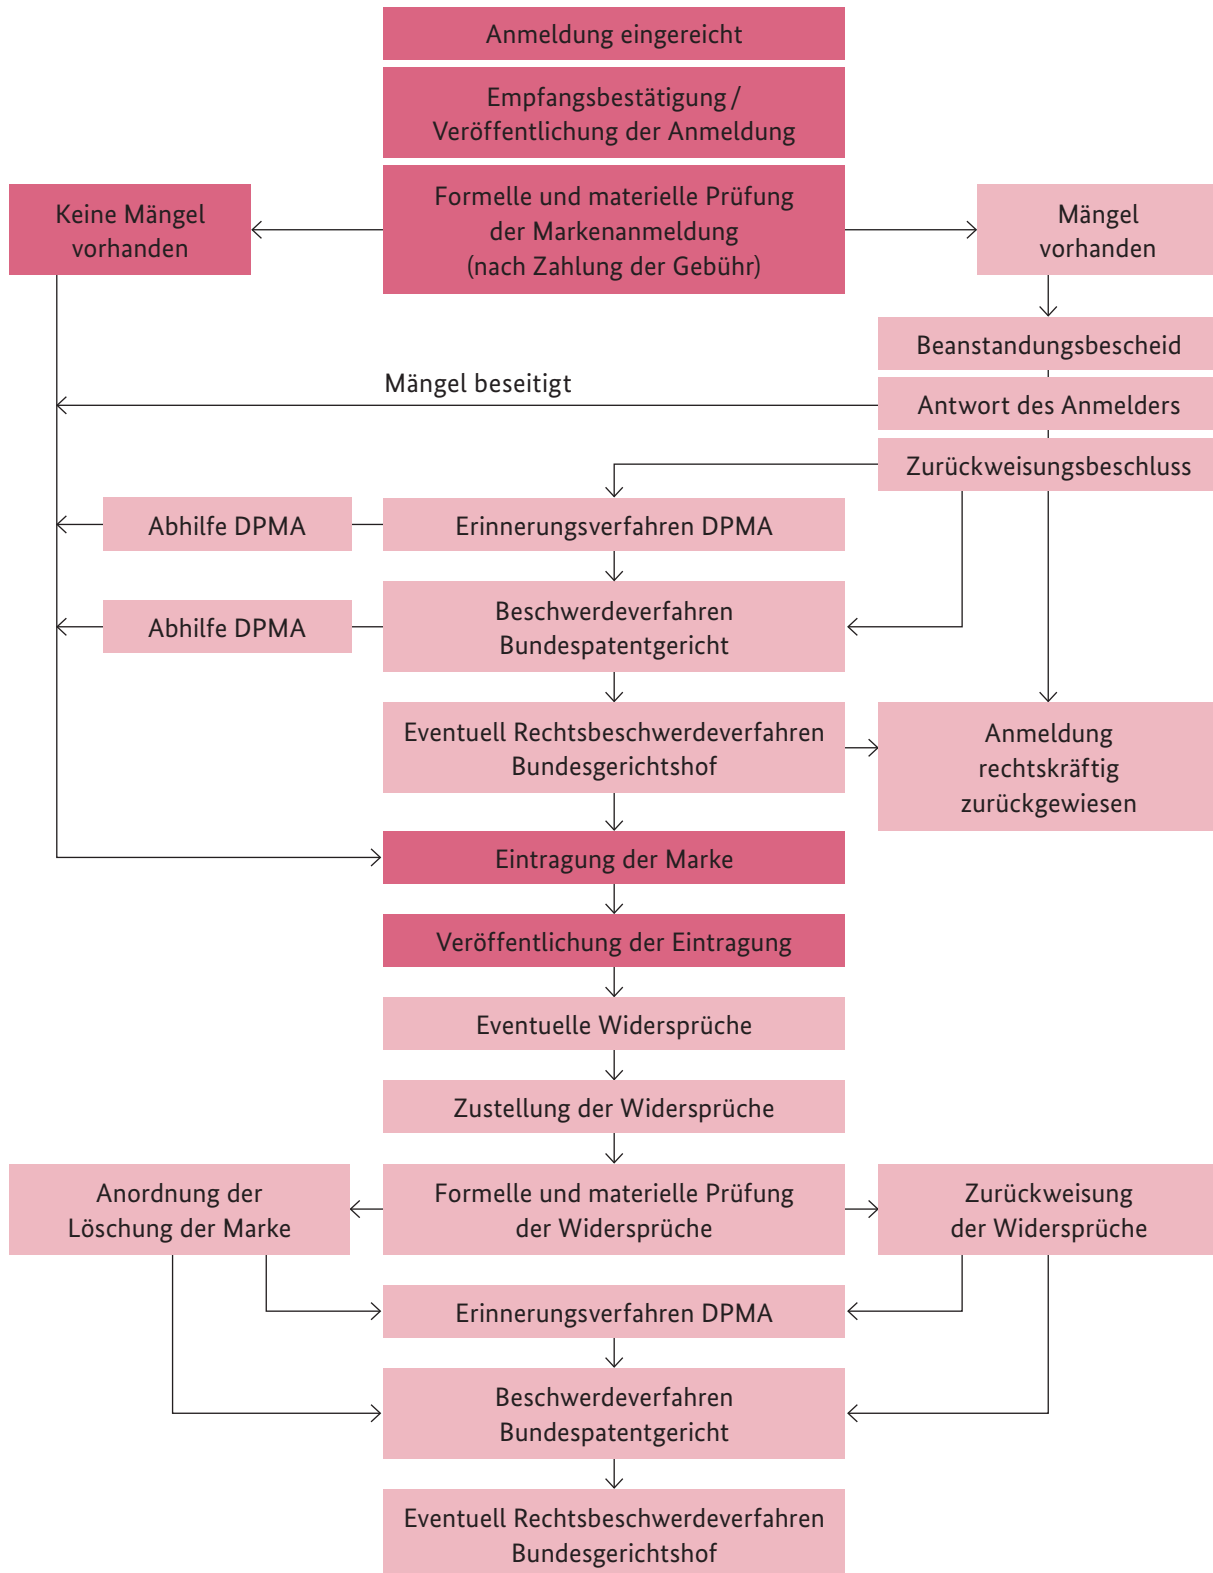 Anmeldung eingereicht
Empfangsbestätigung /
Veröffentlichung der Anmeldung
Keine Mängel
vorhanden
Formelle und materielle Prüfung
der Markenanmeldung
(nach Zahlung der Gebühr)
Mängel
vorhanden
Beanstandungsbescheid
Mängel beseitigt
Antwort des Anmelders
Zurückweisungsbeschluss
Abhilfe DPMA
Erinnerungsverfahren DPMA
Abhilfe DPMA
Beschwerdeverfahren
Bundespatentgericht
Eventuell Rechtsbeschwerdeverfahren
Bundesgerichtshof
Anmeldung
rechtskräftig
zurückgewiesen
Eintragung der Marke
Veröffentlichung der Eintragung
Eventuelle Widersprüche
Zustellung der Widersprüche
Anordnung der
Löschung der Marke
Formelle und materielle Prüfung
der Widersprüche
Zurückweisung
der Widersprüche
Erinnerungsverfahren DPMA
Beschwerdeverfahren
Bundespatentgericht
Eventuell Rechtsbeschwerdeverfahren
Bundesgerichtshof